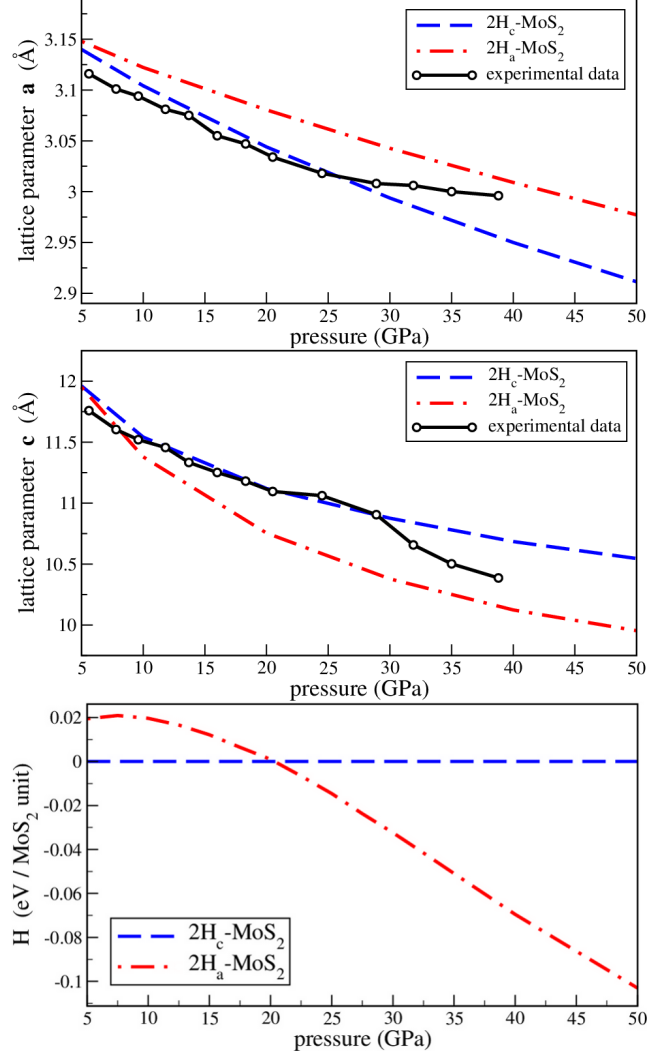 3.15
3.1
3.05
3
2.95
2.9
lattice parameter a (Å)
2H_c-MoS_2
2H_a-MoS_2
experimental data
5 10 15 20 25 30 35 40 45 50
pressure (GPa)
12
11.5
11
10.5
10
lattice parameter c (Å)
2H_c-MoS_2
2H_a-MoS_2
experimental data
5 10 15 20 25 30 35 40 45 50
pressure (GPa)
0.02
0
-0.02
-0.04
-0.06
-0.08
-0.1
H (eV / MoS_2 unit)
2H_c-MoS_2
2H_a-MoS_2
5 10 15 20 25 30 35 40 45 50
pressure (GPa)